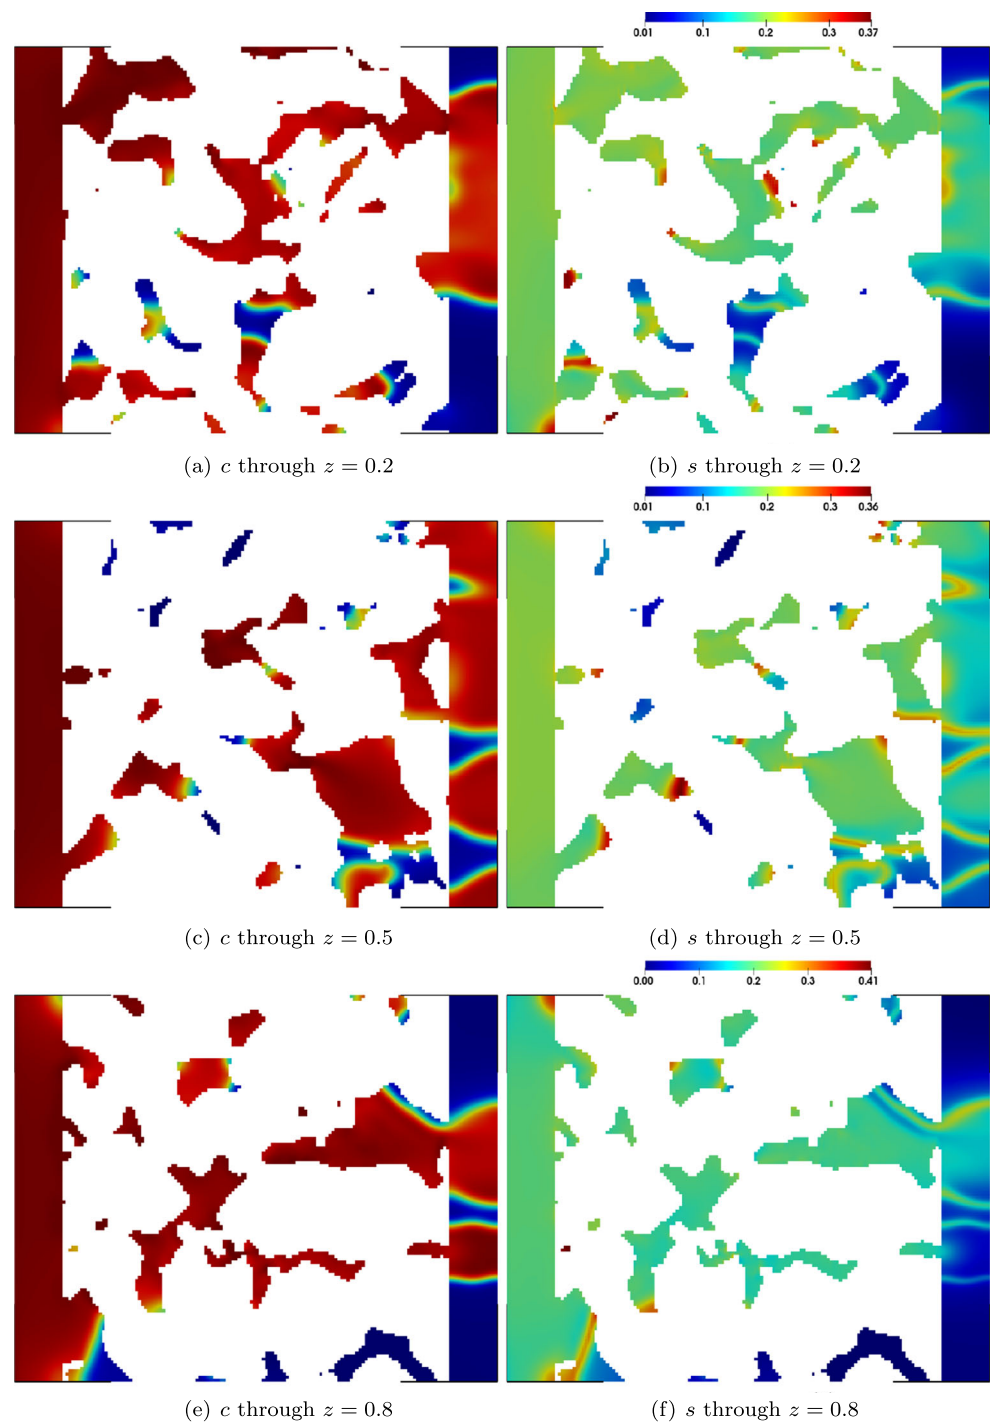 0.01 0.1 0.2 0.3 0.37
(a) c through z = 0.2
(b) s through z = 0.2
0.01 0.1 0.2 0.3 0.36
(c) c through z = 0.5
(d) s through z = 0.5
0.00 0.1 0.2 0.3 0.41
(e) c through z = 0.8
(f) s through z = 0.8